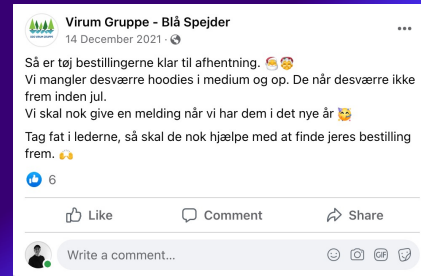 Virum Gruppe - Blå Spejder
14 December 2021 ·
Så er tøj bestillingerne klar til afhentning. 🎅🤶
Vi mangler desværre hoodies i medium og op. De når desværre ikke
frem inden jul.
Vi skal nok give en melding når vi har dem i det nye år 🥳
Tag fat i lederne, så skal de nok hjælpe med at finde jeres bestilling
frem. 🙌
6
Like Comment Share
Write a comment...
GIF